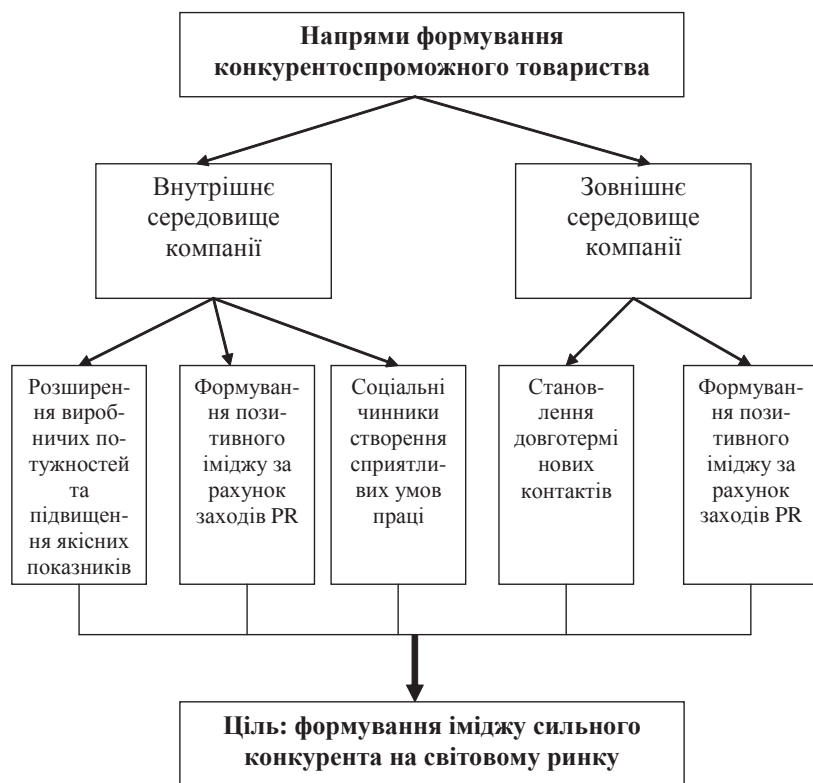 Напрями формування
конкурентоспроможного товариства
Внутрішнє
середовище
компанії
Зовнішнє
середовище
компанії
Розширен-
ня вироб-
ничих по-
тужностей
та
підвищен-
ня якісних
показників
Формуван-
ня пози-
тивного
іміджу за
рахунок
заходів PR
Соціальні
чинники
створення
сприятли-
вих умов
праці
Станов-
лення
довготермі
нових
контактів
Формуван-
ня пози-
тивного
іміджу за
рахунок
заходів PR
Ціль: формування іміджу сильного
конкурента на світовому ринку